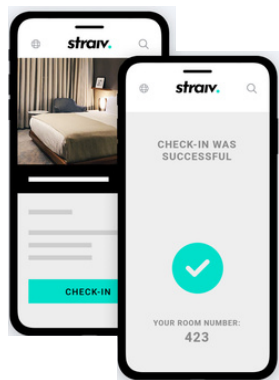 straiv.
CHECK-IN
straiv.
CHECK-IN WAS
SUCCESSFUL
YOUR ROOM NUMBER:
423